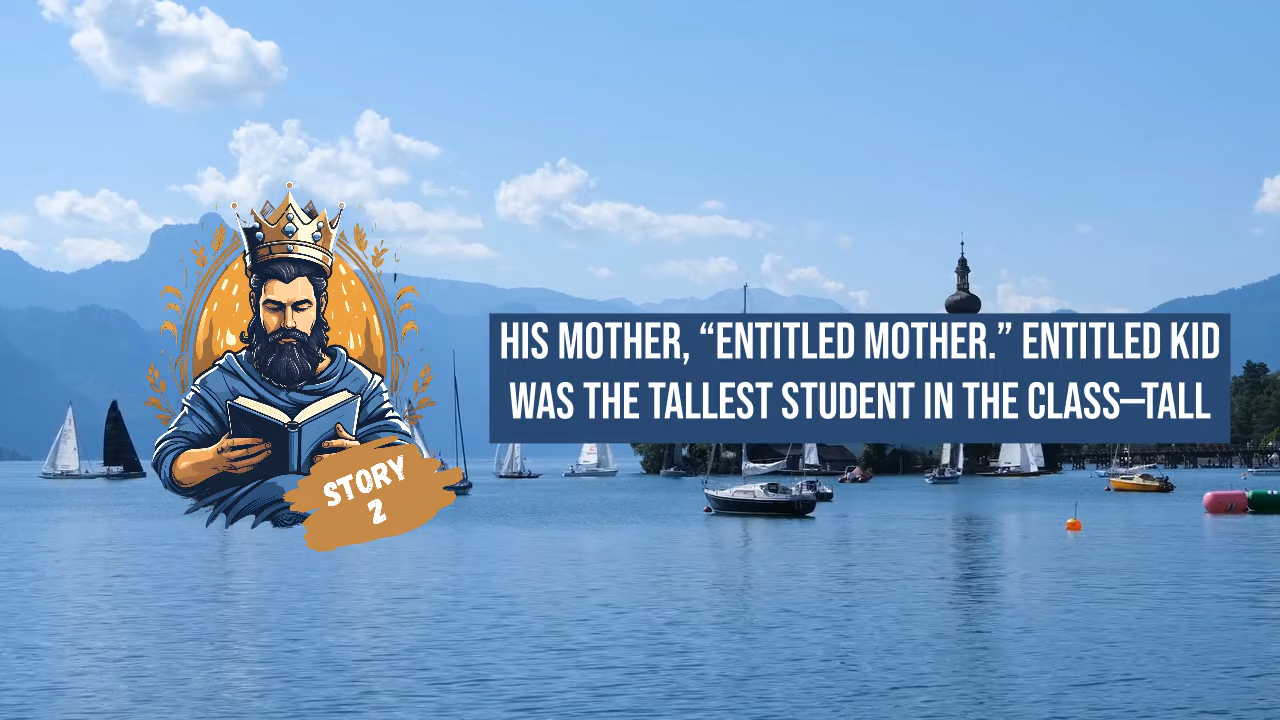 HIS MOTHER, “ENTITLED MOTHER.” ENTITLED KID
WAS THE TALLEST STUDENT IN THE CLASS—TALL
STORY
2